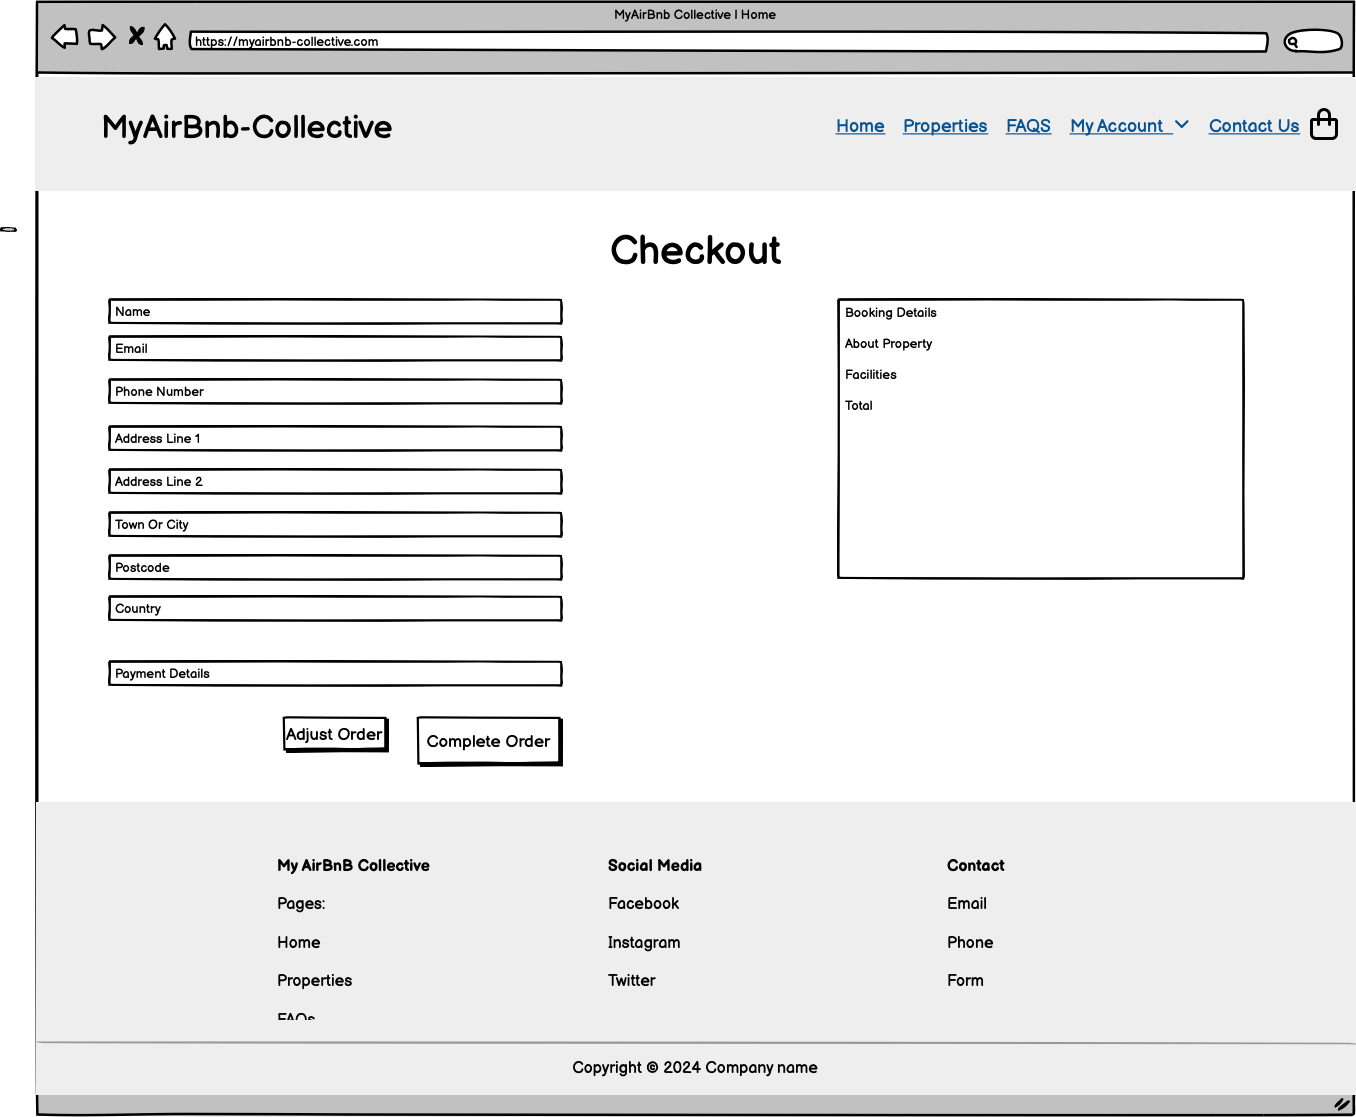 MyAirBnb Collective | Home
https://myairbnb-collective.com
MyAirBnb-Collective
Home Properties FAQS My Account Contact Us
Checkout
Name
Email
Phone Number
Address Line 1
Address Line 2
Town Or City
Postcode
Country
Payment Details
Adjust Order
Complete Order
Booking Details
About Property
Facilities
Total
My AirBnB Collective
Pages:
Home
Properties
FAQs
Social Media
Facebook
Instagram
Twitter
Contact
Email
Phone
Form
Copyright © 2024 Company name